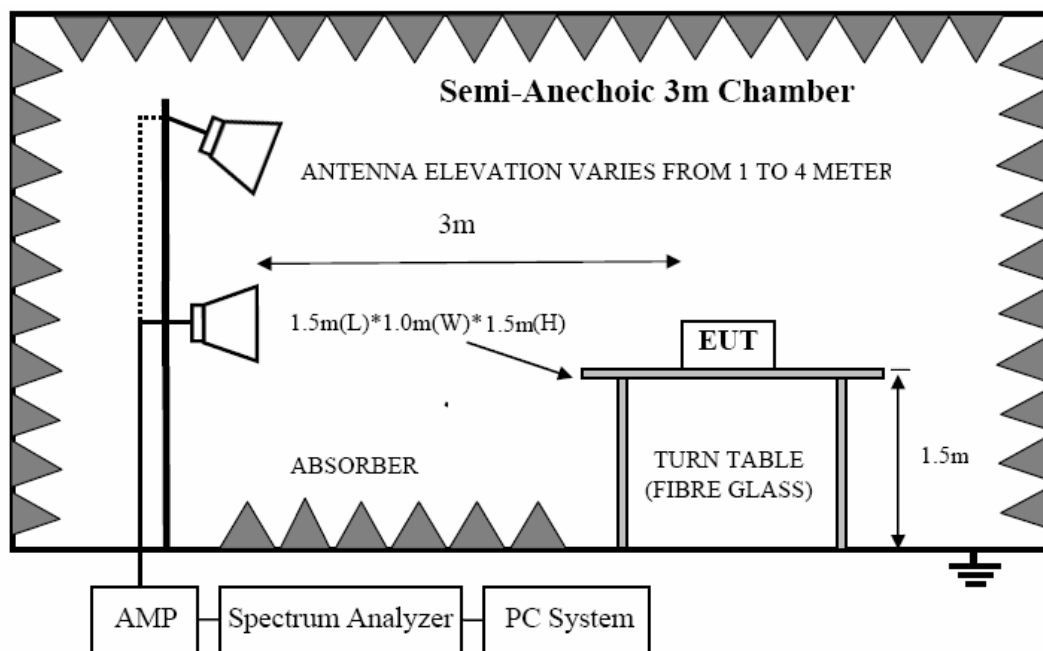 Semi-Anechoic 3m Chamber
ANTENNA ELEVATION VARIES FROM 1 TO 4 METER
3m
1.5m(L)*1.0m(W)*1.5m(H)
EUT
ABSORBER
TURN TABLE
(FIBRE GLASS)
1.5m
AMP
Spectrum Analyzer
PC System